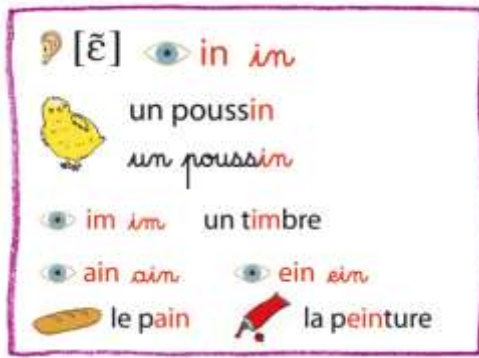 [ɛ̃] in in
un poussin
un poussin
im im un timbre
ain ain ein ein
le pain la peinture